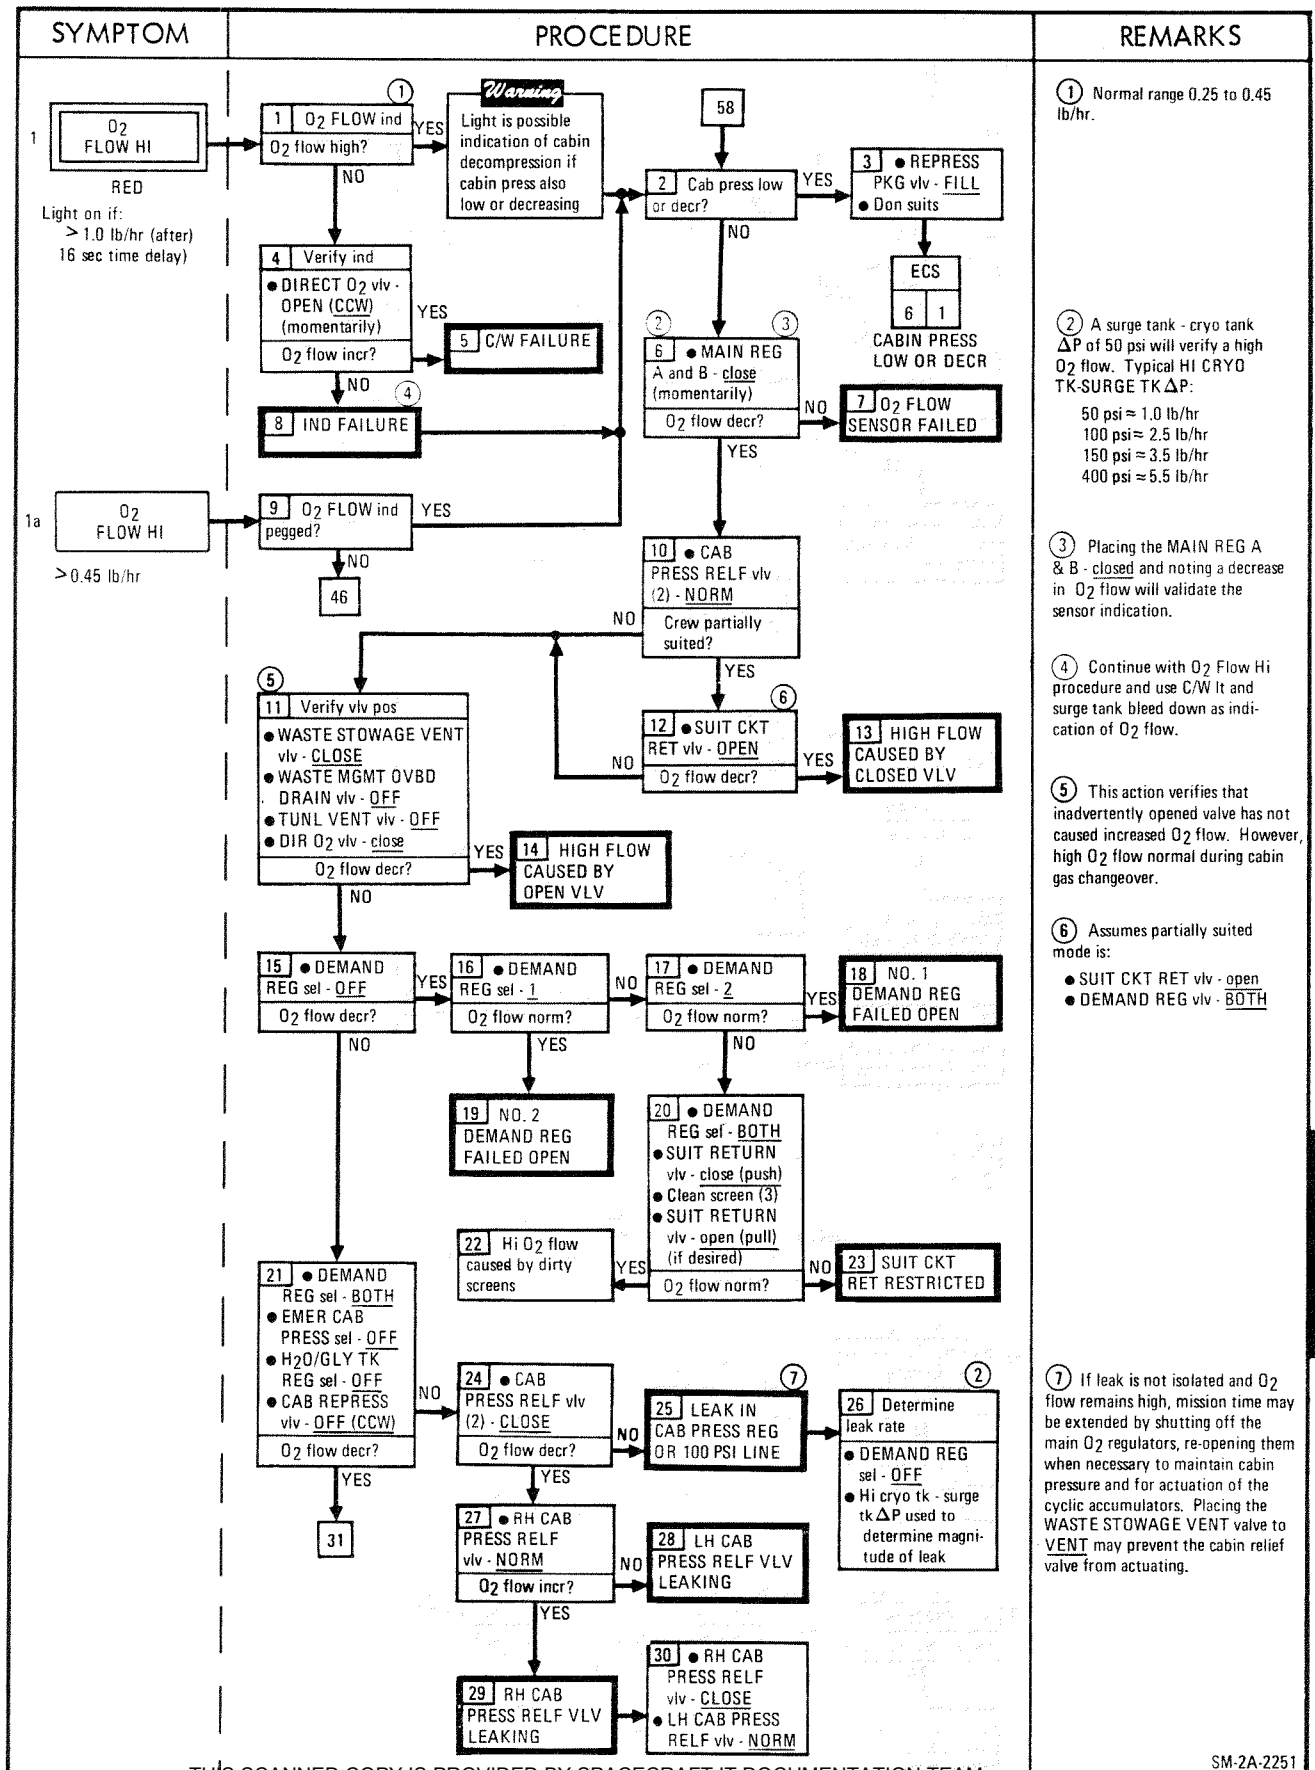 SYMPTOM
PROCEDURE
REMARKS
1
O2
FLOW HI
RED
Light on if:
> 1.0 lb/hr (after)
16 sec time delay)
1 O2 FLOW ind
O2 flow high?
1
YES
NO
Warning
Light is possible
indication of cabin
decompression if
cabin press also
low or decreasing
58
2 Cab press low
or decr?
YES
NO
3 ● REPRESS
PKG vlv - FILL
● Don suits
ECS
6 1
CABIN PRESS
LOW OR DECR
4 Verify ind
● DIRECT O2 vlv -
OPEN (CCW)
(momentarily)
O2 flow incr?
YES
NO
5 C/W FAILURE
4
8 IND FAILURE
2
3
6 ● MAIN REG
A and B - close
(momentarily)
O2 flow decr?
NO
YES
7 O2 FLOW
SENSOR FAILED
1a
O2
FLOW HI
> 0.45 lb/hr
9 O2 FLOW ind
pegged?
YES
NO
46
10 ● CAB
PRESS RELF vlv
(2) - NORM
Crew partially
suited?
NO
YES
5
11 Verify vlv pos
● WASTE STOWAGE VENT
vlv - CLOSE
● WASTE MGMT OVBD
DRAIN vlv - OFF
● TUNL VENT vlv - OFF
● DIR O2 vlv - close
O2 flow decr?
YES
NO
6
12 ● SUIT CKT
RET vlv - OPEN
O2 flow decr?
NO
YES
13 HIGH FLOW
CAUSED BY
CLOSED VLV
14 HIGH FLOW
CAUSED BY
OPEN VLV
15 ● DEMAND
REG sel - OFF
O2 flow decr?
YES
NO
16 ● DEMAND
REG sel - 1
O2 flow norm?
NO
YES
17 ● DEMAND
REG sel - 2
O2 flow norm?
YES
NO
18 NO. 1
DEMAND REG
FAILED OPEN
19 NO. 2
DEMAND REG
FAILED OPEN
20 ● DEMAND
REG sel - BOTH
● SUIT RETURN
vlv - close (push)
● Clean screen (3)
● SUIT RETURN
vlv - open (pull)
(if desired)
O2 flow norm?
YES
NO
22 Hi O2 flow
caused by dirty
screens
23 SUIT CKT
RET RESTRICTED
21 ● DEMAND
REG sel - BOTH
● EMER CAB
PRESS sel - OFF
● H2O/GLY TK
REG sel - OFF
● CAB REPRESS
vlv - OFF (CCW)
O2 flow decr?
NO
YES
31
24 ● CAB
PRESS RELF vlv
(2) - CLOSE
O2 flow decr?
NO
YES
7
25 LEAK IN
CAB PRESS REG
OR 100 PSI LINE
2
26 Determine
leak rate
● DEMAND REG
sel - OFF
● Hi cryo tk - surge
tk ΔP used to
determine magni-
tude of leak
27 ● RH CAB
PRESS RELF
vlv - NORM
O2 flow incr?
NO
YES
28 LH CAB
PRESS RELF VLV
LEAKING
29 RH CAB
PRESS RELF VLV
LEAKING
30 ● RH CAB
PRESS RELF
vlv - CLOSE
● LH CAB PRESS
RELF vlv - NORM
1 Normal range 0.25 to 0.45
lb/hr.
2 A surge tank - cryo tank
ΔP of 50 psi will verify a high
O2 flow. Typical HI CRYO
TK-SURGE TK ΔP:
50 psi ≈ 1.0 lb/hr
100 psi ≈ 2.5 lb/hr
150 psi ≈ 3.5 lb/hr
400 psi ≈ 5.5 lb/hr
3 Placing the MAIN REG A
& B - closed and noting a decrease
in O2 flow will validate the
sensor indication.
4 Continue with O2 Flow Hi
procedure and use C/W lt and
surge tank bleed down as indi-
cation of O2 flow.
5 This action verifies that
inadvertently opened valve has not
caused increased O2 flow. However,
high O2 flow normal during cabin
gas changeover.
6 Assumes partially suited
mode is:
● SUIT CKT RET vlv - open
● DEMAND REG vlv - BOTH
7 If leak is not isolated and O2
flow remains high, mission time may
be extended by shutting off the
main O2 regulators, re-opening them
when necessary to maintain cabin
pressure and for actuation of the
cyclic accumulators. Placing the
WASTE STOWAGE VENT valve to
VENT may prevent the cabin relief
valve from actuating.
SM-2A-2251
THIS SCANNED COPY IS PROVIDED BY SPACECRAFT IT DOCUMENTATION TEAM